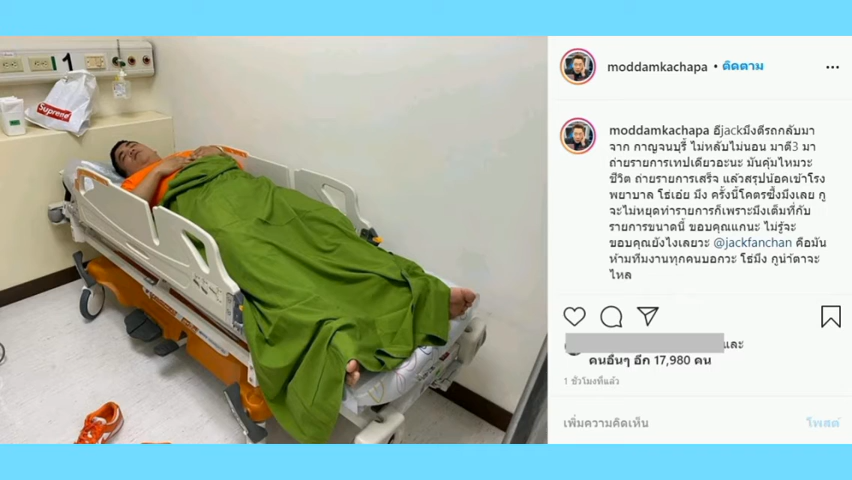 1
Supreme
moddamkachapa • ติดตาม
moddamkachapa อีjackมึงตีรถกลับมา
จาก กาญจนบุรี ไม่หลับไม่นอน มาตี3 มา
ถ่ายรายการเทปเดียวอะนะ มันคุ้มไหมวะ
ชีวิต ถ่ายรายการเสร็จ แล้วสรุปน้อคเข้าโรง
พยาบาล โธ่เอ่ย มึง ครั้งนี้โคตรซึ้งมึงเลย กู
จะไม่หยุดทำรายการก็เพราะมึงเต็มที่กับ
รายการขนาดนี้ ขอบคุณแกนะ ไม่รู้จะ
ขอบคุณยังไงเลยวะ @jackfanchan คือมัน
ห้ามทีมงานทุกคนบอกวะ โธ่มึง กูน้ำตาจะ
ไหล
และ
คนอื่นๆ อีก 17,980 คน
1 ชั่วโมงที่แล้ว
เพิ่มความคิดเห็น
โพสต์